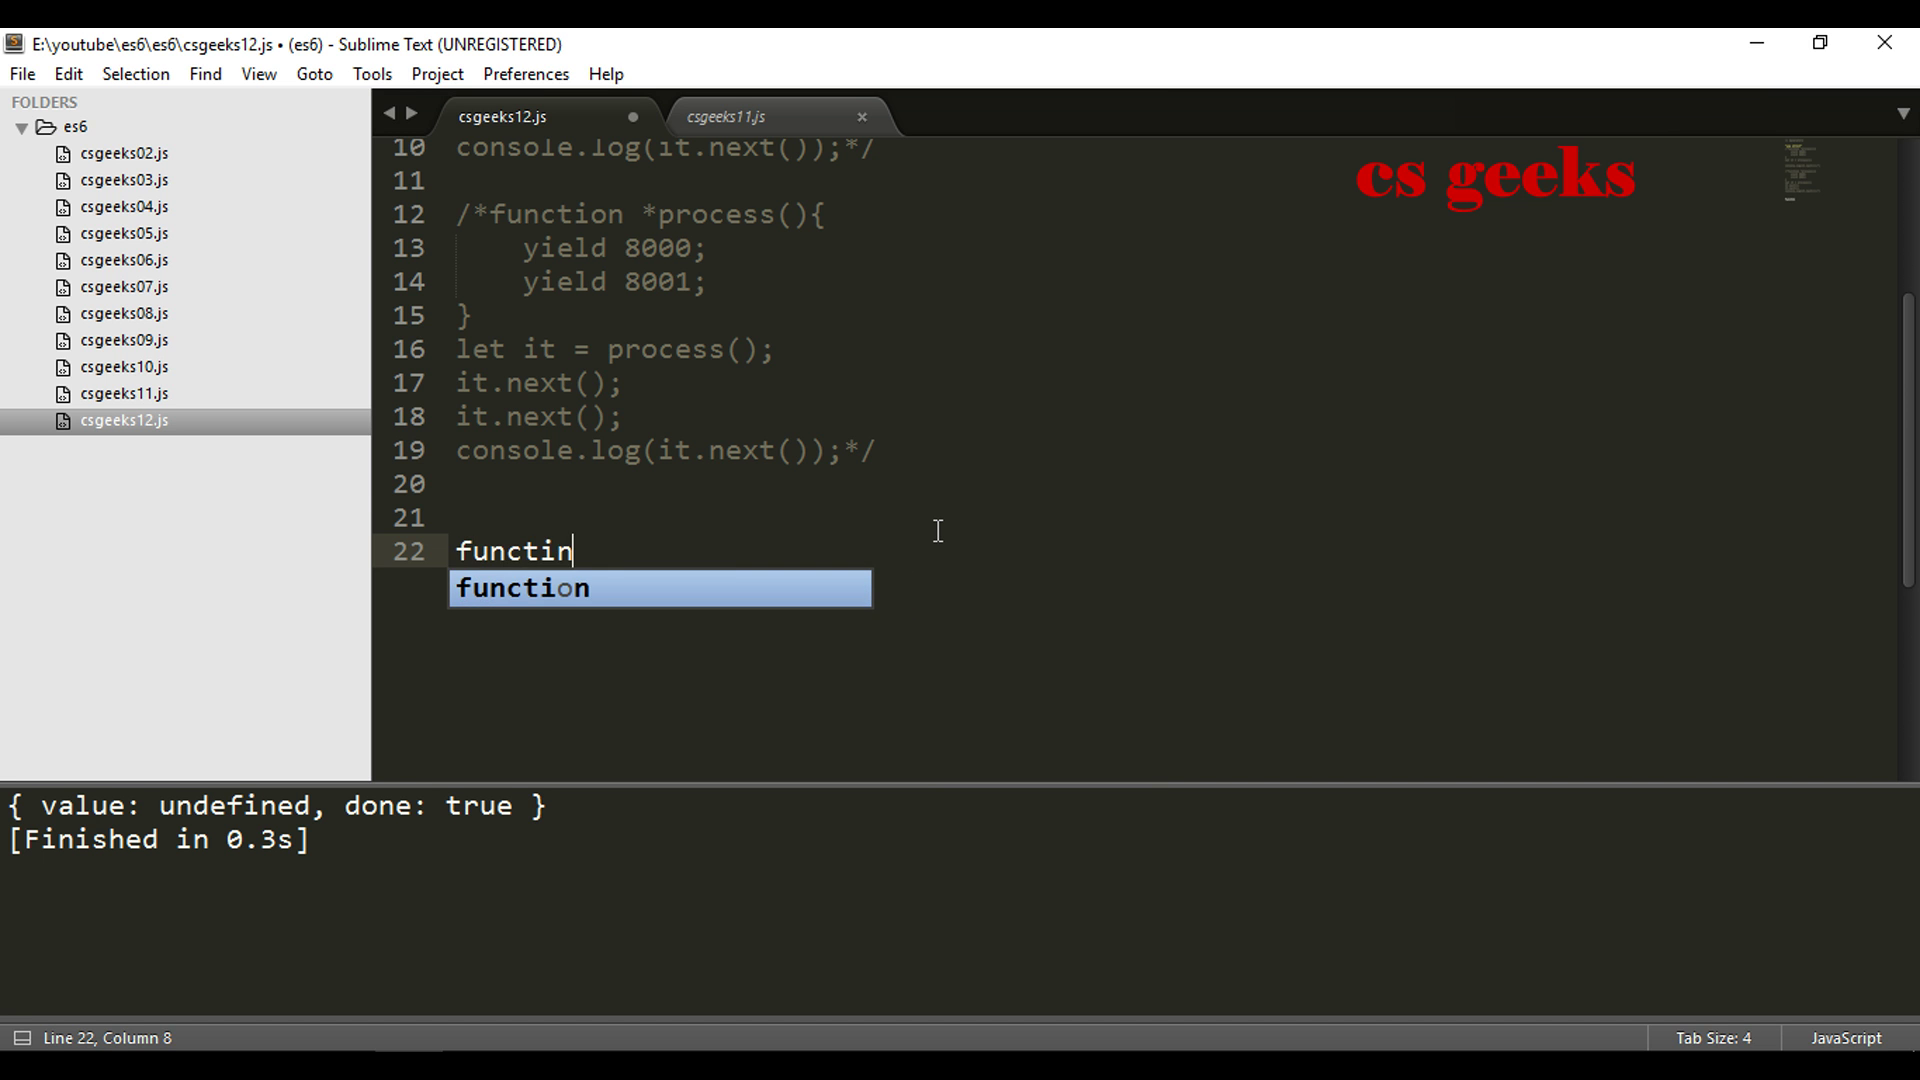 E:\youtube\es6\es6\csgeeks12.js • (es6) - Sublime Text (UNREGISTERED)
File Edit Selection Find View Goto Tools Project Preferences Help
FOLDERS
es6
csgeeks02.js
csgeeks03.js
csgeeks04.js
csgeeks05.js
csgeeks06.js
csgeeks07.js
csgeeks08.js
csgeeks09.js
csgeeks10.js
csgeeks11.js
csgeeks12.js
csgeeks12.js csgeeks11.js
cs geeks
10 console.log(it.next());*/
11
12 /*function *process(){
13 yield 8000;
14 yield 8001;
15 }
16 let it = process();
17 it.next();
18 it.next();
19 console.log(it.next());*/
20
21
22 functin
function
{ value: undefined, done: true }
[Finished in 0.3s]
Line 22, Column 8 Tab Size: 4 JavaScript